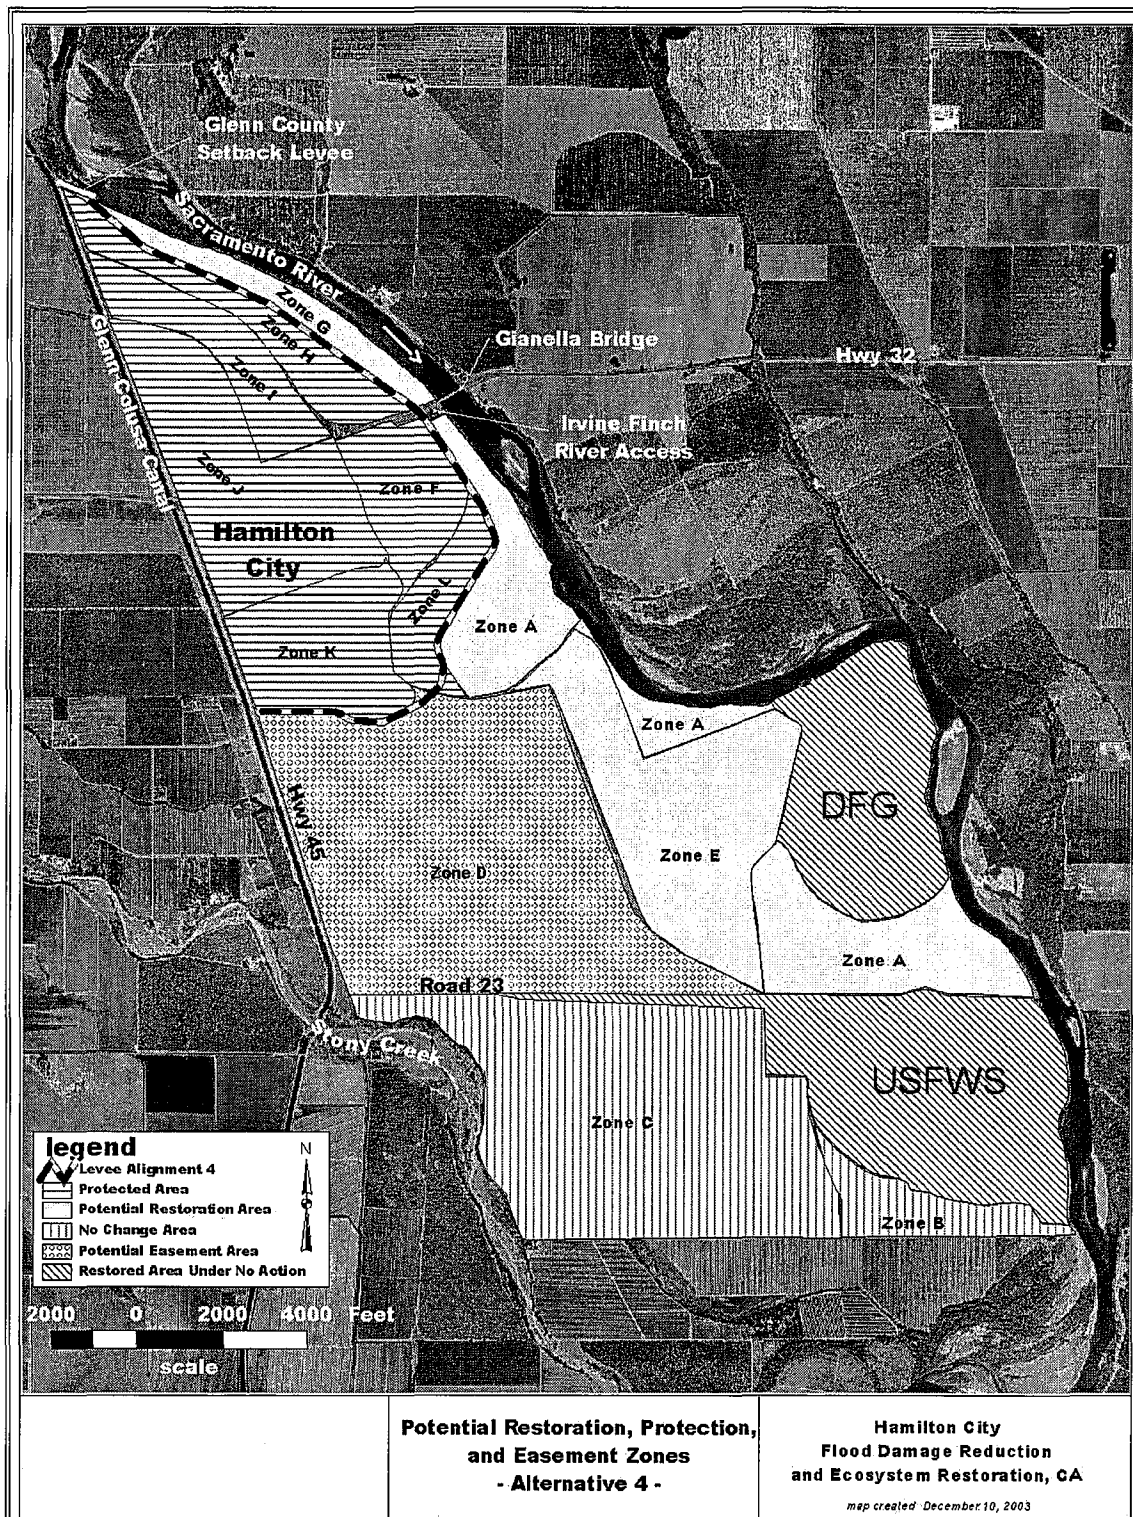 Glenn County
Setback Levee
Sacramento River
Zone G
Zone H
Gianella Bridge
Hwy 32
Zone I
Irvine Finch
River Access
Glenn-Colusa Canal
Zone J
Zone F
Hamilton
City
Zone L
Zone A
Zone K
Zone A
Hwy 45
DFG
Zone E
Zone D
Zone A
Road 23
Stony Creek
USFWS
Zone C
Zone B
legend
N
Levee Alignment 4
Protected Area
Potential Restoration Area
No Change Area
Potential Easement Area
Restored Area Under No Action
2000 0 2000 4000 Feet
scale
Potential Restoration, Protection,
and Easement Zones
- Alternative 4 -
Hamilton City
Flood Damage Reduction
and Ecosystem Restoration, CA
map created December 10, 2003